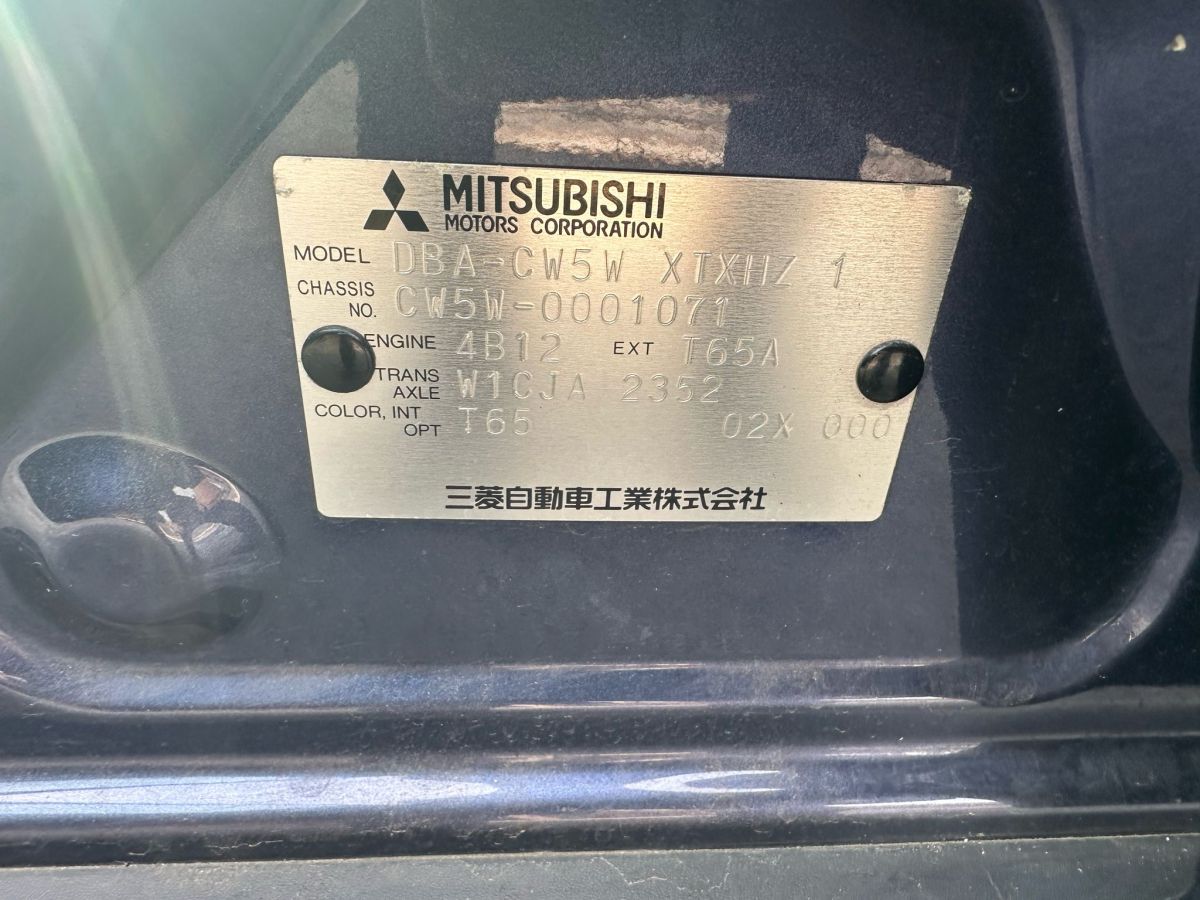 MITSUBISHI
MOTORS CORPORATION
MODEL DBA-CW5W XTXHZ 1
CHASSIS NO. CW5W-0001071
ENGINE 4B12 EXT T65A
TRANS AXLE W1CJA 2352
COLOR, INT OPT T65 02X 000
三菱自動車工業株式会社